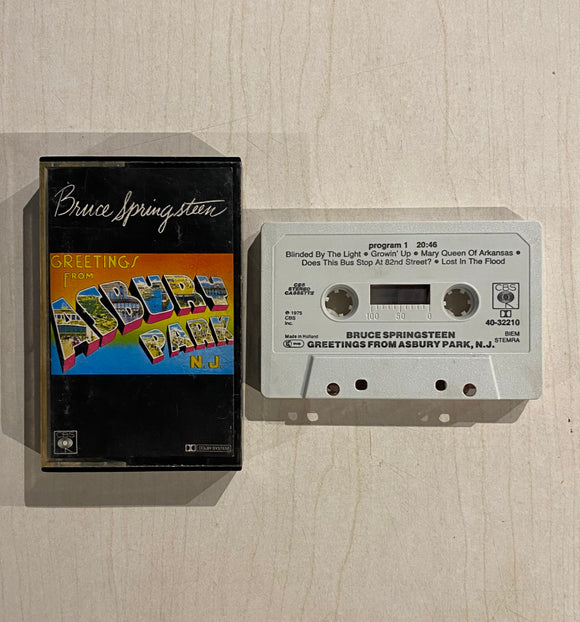 Bruce Springsteen
GREETINGS
FROM
ASBURY
PARK
N.J.
CBS
DOLBY SYSTEM
program 1 20:46
Blinded By The Light • Growin' Up • Mary Queen Of Arkansas •
Does This Bus Stop At 82nd Street? • Lost In The Flood
CBS
STEREO
CASSETTE
CBS
℗ 1975
CBS
Inc.
100 50 0
40-32210
Made in Holland
BRUCE SPRINGSTEEN
BIEM
STEMRA
GREETINGS FROM ASBURY PARK, N.J.